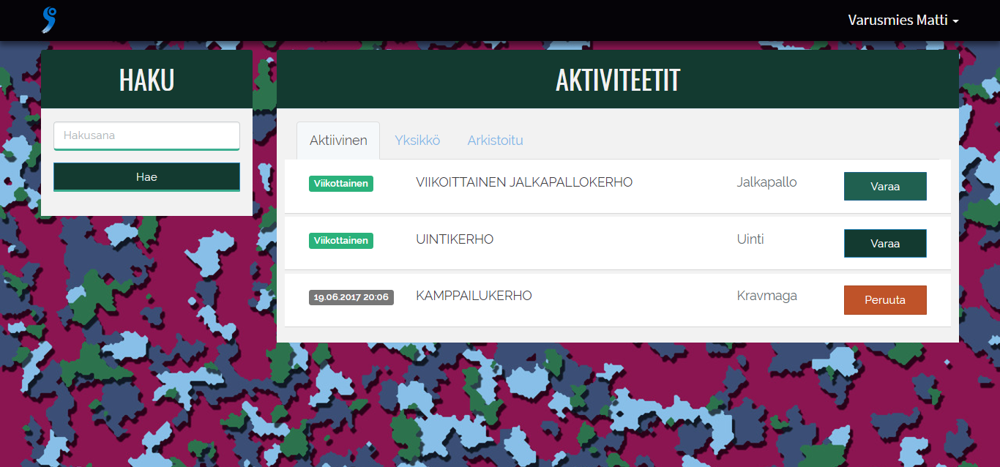 Varusmies Matti
HAKU
Hakusana
Hae
AKTIVITEETIT
Aktiivinen Yksikkö Arkistoitu
Viikottainen VIIKOITTAINEN JALKAPALLOKERHO Jalkapallo Varaa
Viikottainen UINTIKERHO Uinti Varaa
19.06.2017 20:06 KAMPPAILUKERHO Kravmaga Peruuta